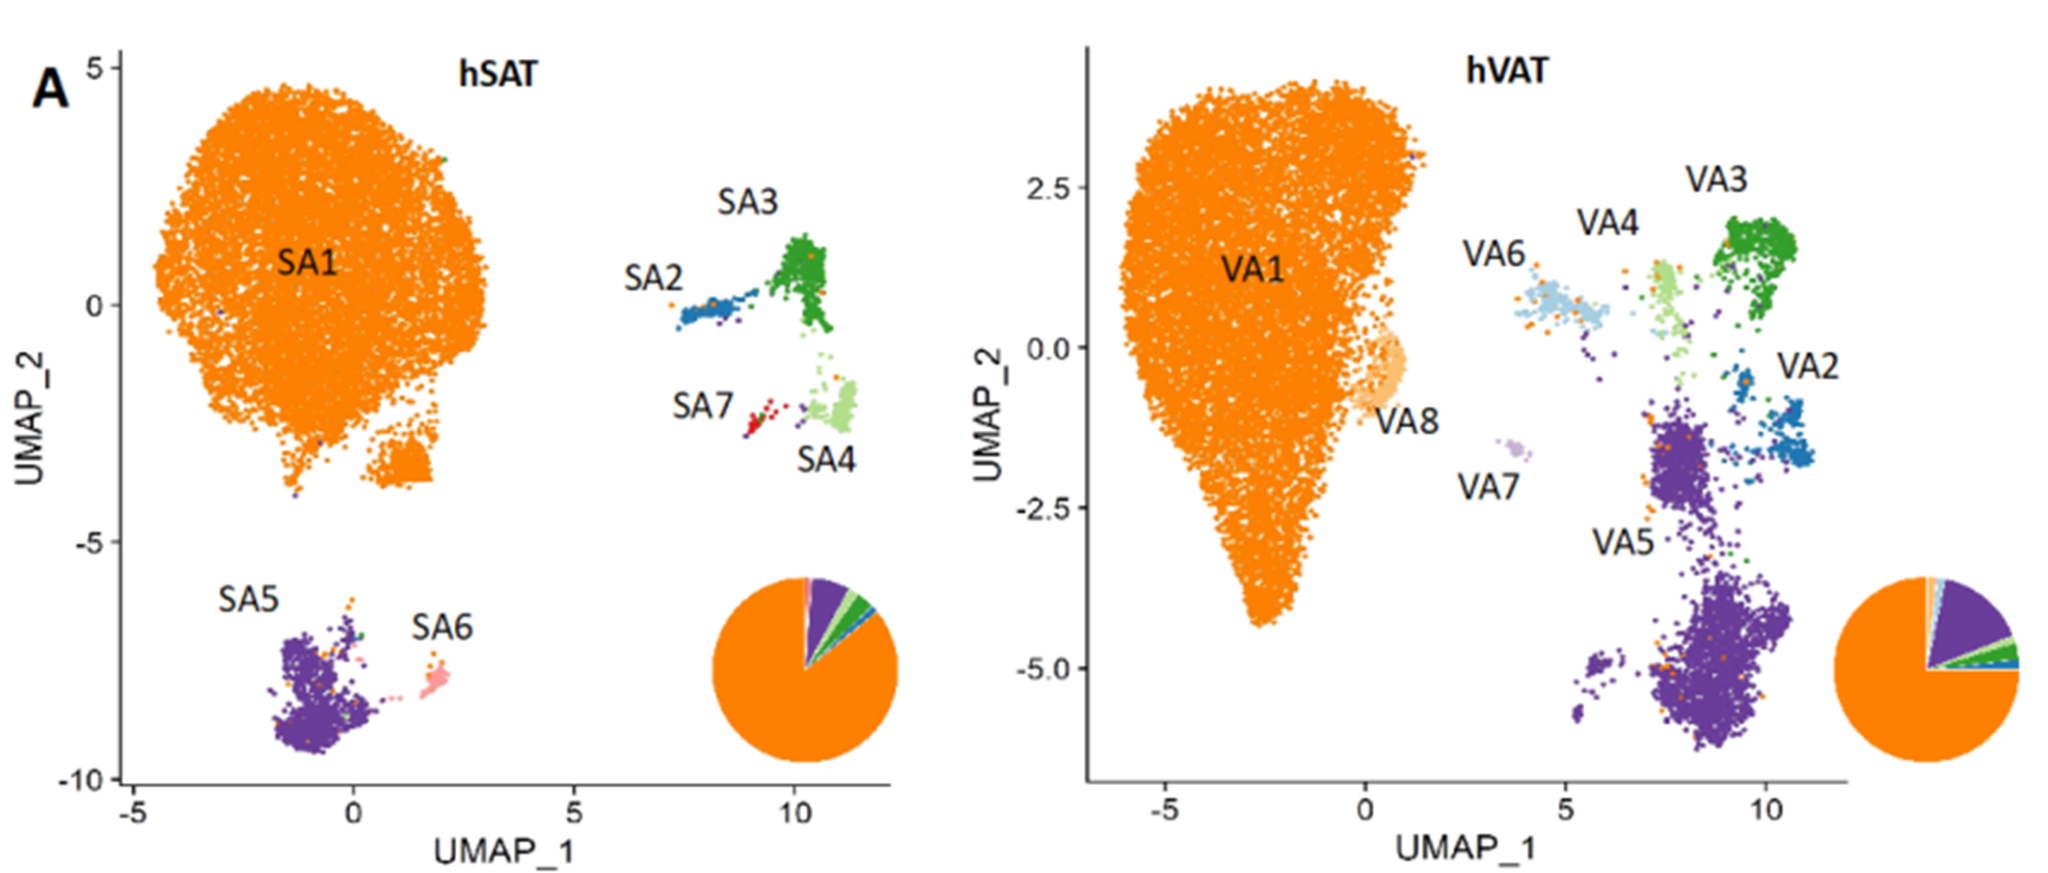 A
hSAT
5
0
-5
-10
UMAP_2
SA1
SA2
SA3
SA7
SA4
SA5
SA6
-5
0
5
10
UMAP_1
hVAT
2.5
0.0
-2.5
-5.0
UMAP_2
VA1
VA3
VA4
VA6
VA2
VA8
VA7
VA5
-5
0
5
10
UMAP_1